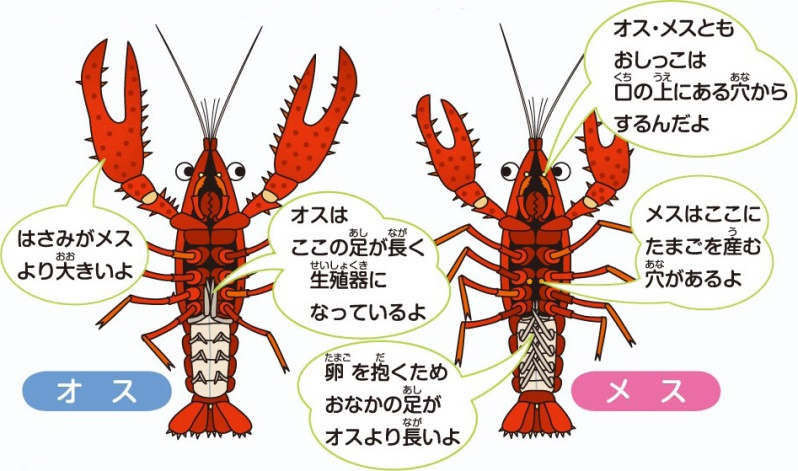 オス・メスとも
おしっこは
口の上にある穴から
するんだよ
はさみがメス
より大きいよ
オスは
ここの足が長く
生殖器に
なっているよ
メスはここに
たまごを産む
穴があるよ
卵を抱くため
おなかの足が
オスより長いよ
オス
メス